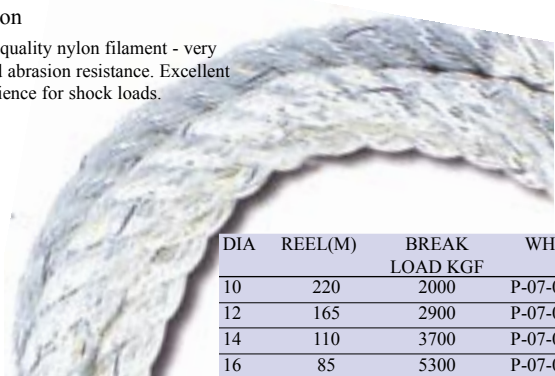 on
quality nylon filament - very
abrasion resistance. Excellent
ience for shock loads.
DIA REEL(M) BREAK WH
LOAD KGF
10 220 2000 P-07-0
12 165 2900 P-07-0
14 110 3700 P-07-0
16 85 5300 P-07-0